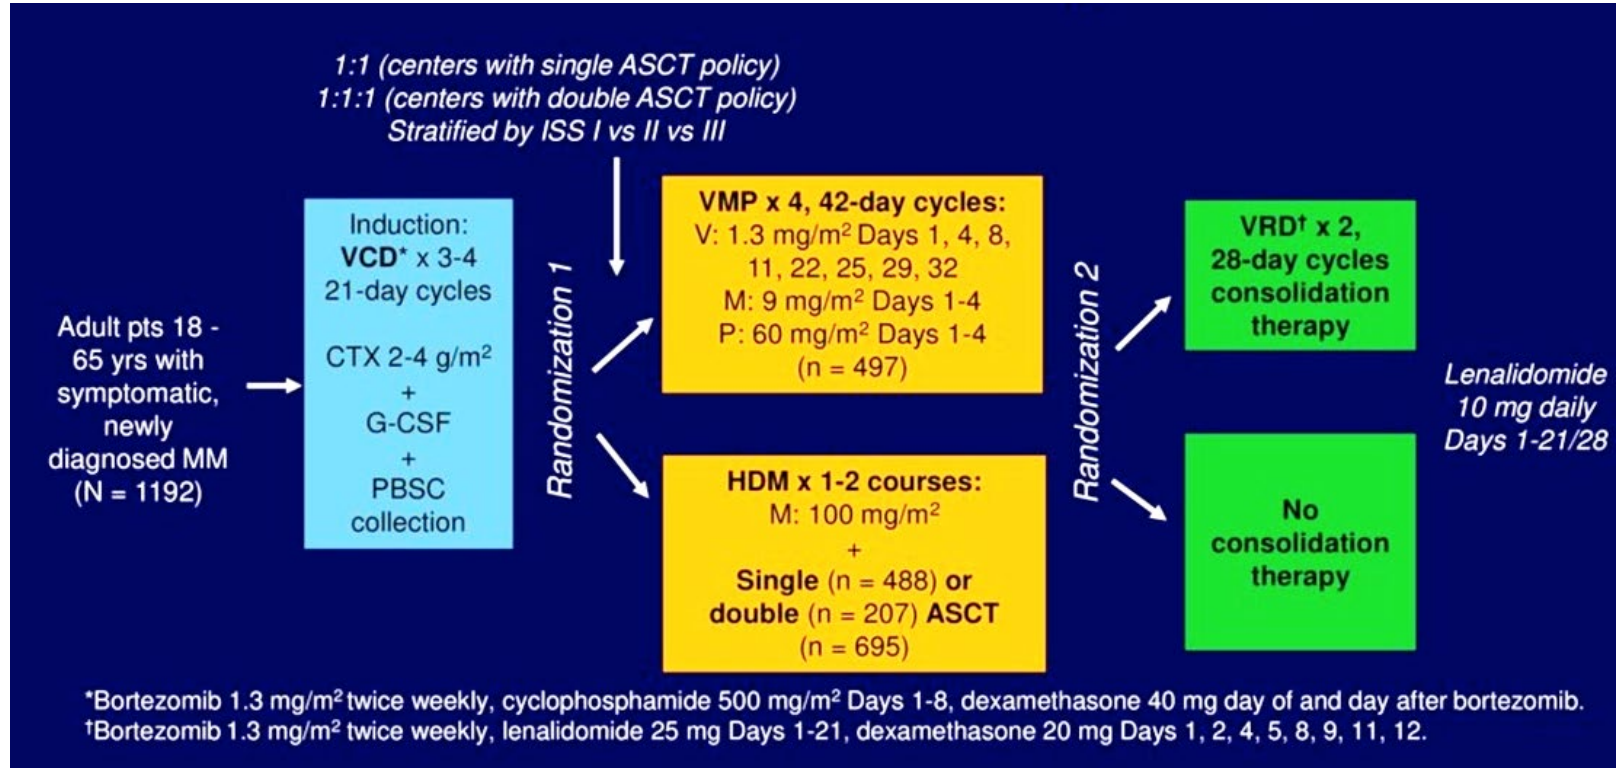 1:1 (centers with single ASCT policy)
1:1:1 (centers with double ASCT policy)
Stratified by ISS I vs II vs III
Adult pts 18 -
65 yrs with
symptomatic,
newly
diagnosed MM
(N = 1192)
Induction:
VCD* x 3-4
21-day cycles
CTX 2-4 g/m²
+
G-CSF
+
PBSC
collection
Randomization 1
VMP x 4, 42-day cycles:
V: 1.3 mg/m² Days 1, 4, 8,
11, 22, 25, 29, 32
M: 9 mg/m² Days 1-4
P: 60 mg/m² Days 1-4
(n = 497)
HDM x 1-2 courses:
M: 100 mg/m²
+
Single (n = 488) or
double (n = 207) ASCT
(n = 695)
Randomization 2
VRD† x 2,
28-day cycles
consolidation
therapy
No
consolidation
therapy
Lenalidomide
10 mg daily
Days 1-21/28
*Bortezomib 1.3 mg/m² twice weekly, cyclophosphamide 500 mg/m² Days 1-8, dexamethasone 40 mg day of and day after bortezomib.
†Bortezomib 1.3 mg/m² twice weekly, lenalidomide 25 mg Days 1-21, dexamethasone 20 mg Days 1, 2, 4, 5, 8, 9, 11, 12.